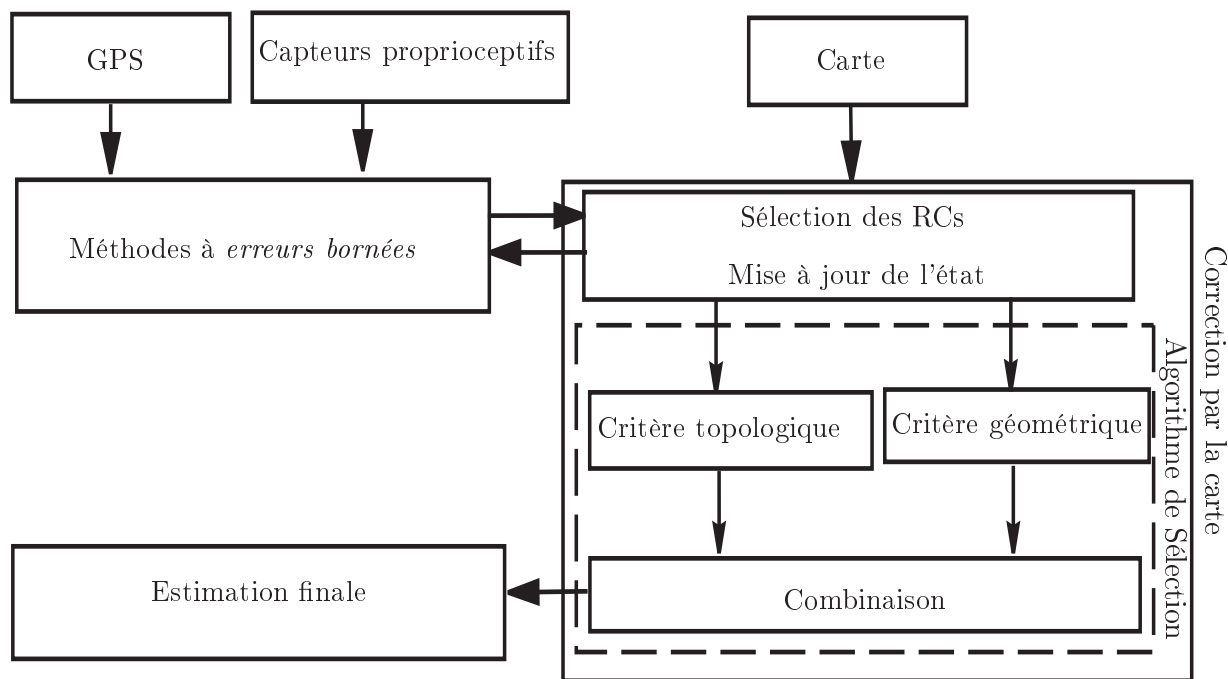 GPS
Capteurs proprioceptifs
Carte
Méthodes à erreurs bornées
Sélection des RCs
Mise à jour de l'état
Critère topologique
Critère géométrique
Combinaison
Estimation finale
Algorithme de Sélection
Correction par la carte